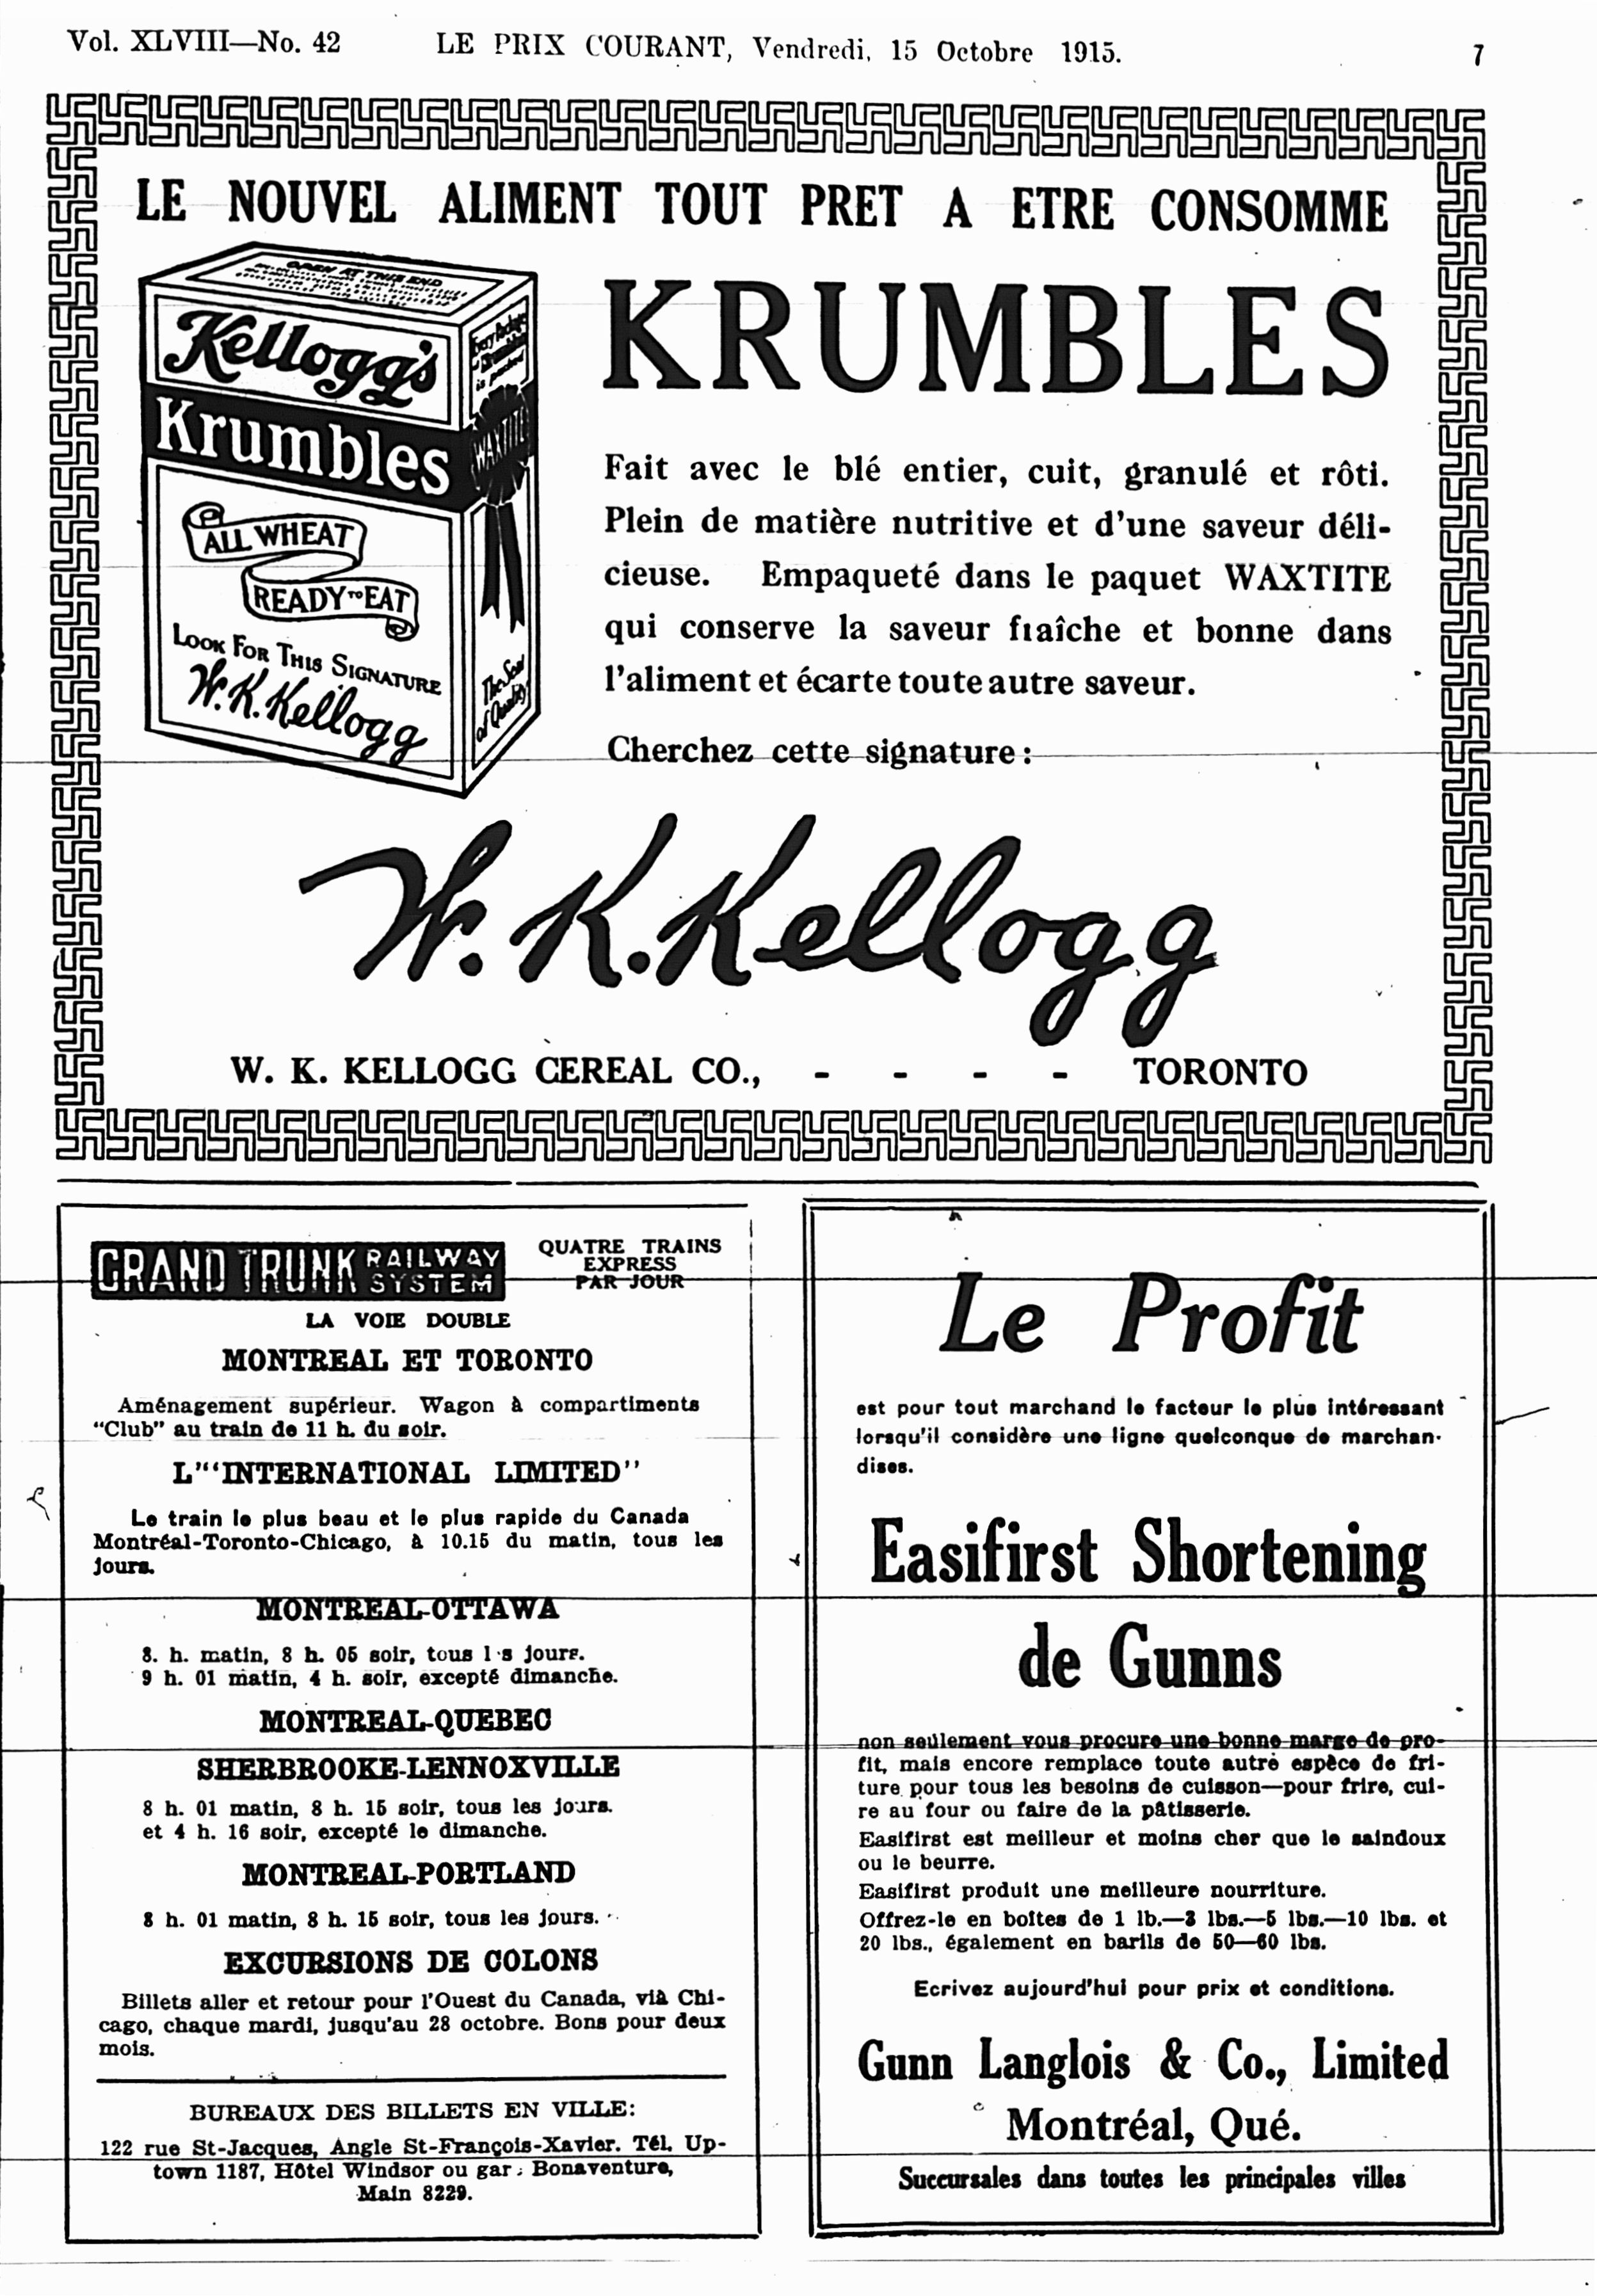 Vol. XLVIII—No. 42 LE PRIX COURANT, Vendredi, 15 Octobre 1915. 7
LE NOUVEL ALIMENT TOUT PRET A ETRE CONSOMME
OPEN AT THIS END
Kellogg's
Krumbles
ALL WHEAT
READY TO EAT
LOOK FOR THIS SIGNATURE
W.K.Kellogg
WAXTITE
KRUMBLES
Fait avec le blé entier, cuit, granulé et rôti.
Plein de matière nutritive et d'une saveur déli-
cieuse. Empaqueté dans le paquet WAXTITE
qui conserve la saveur fraîche et bonne dans
l'aliment et écarte toute autre saveur.
Cherchez cette signature:
W.K.Kellogg
W. K. KELLOGG CEREAL CO., - - - - TORONTO
GRAND TRUNK RAILWAY SYSTEM
QUATRE TRAINS
EXPRESS
PAR JOUR
LA VOIE DOUBLE
MONTREAL ET TORONTO
Aménagement supérieur. Wagon à compartiments
"Club" au train de 11 h. du soir.
L'"INTERNATIONAL LIMITED"
Le train le plus beau et le plus rapide du Canada
Montréal-Toronto-Chicago, à 10.15 du matin, tous les
jours.
MONTREAL-OTTAWA
8. h. matin, 8 h. 05 soir, tous les jours.
9 h. 01 matin, 4 h. soir, excepté dimanche.
MONTREAL-QUEBEC
SHERBROOKE-LENNOXVILLE
8 h. 01 matin, 8 h. 15 soir, tous les jours.
et 4 h. 16 soir, excepté le dimanche.
MONTREAL-PORTLAND
8 h. 01 matin, 8 h. 15 soir, tous les jours.
EXCURSIONS DE COLONS
Billets aller et retour pour l'Ouest du Canada, viâ Chi-
cago, chaque mardi, jusqu'au 28 octobre. Bons pour deux
mois.
BUREAUX DES BILLETS EN VILLE:
122 rue St-Jacques, Angle St-François-Xavier. Tél. Up-
town 1187, Hôtel Windsor ou gare Bonaventure,
Main 8229.
Le Profit
est pour tout marchand le facteur le plus intéressant
lorsqu'il considère une ligne quelconque de marchan-
dises.
Easifirst Shortening
de Gunns
non seulement vous procure une bonne marge de pro-
fit, mais encore remplace toute autre espèce de fri-
ture pour tous les besoins de cuisson—pour frire, cui-
re au four ou faire de la pâtisserie.
Easifirst est meilleur et moins cher que le saindoux
ou le beurre.
Easifirst produit une meilleure nourriture.
Offrez-le en boîtes de 1 lb.—3 lbs.—5 lbs.—10 lbs. et
20 lbs., également en barils de 50—60 lbs.
Ecrivez aujourd'hui pour prix et conditions.
Gunn Langlois & Co., Limited
Montréal, Qué.
Succursales dans toutes les principales villes